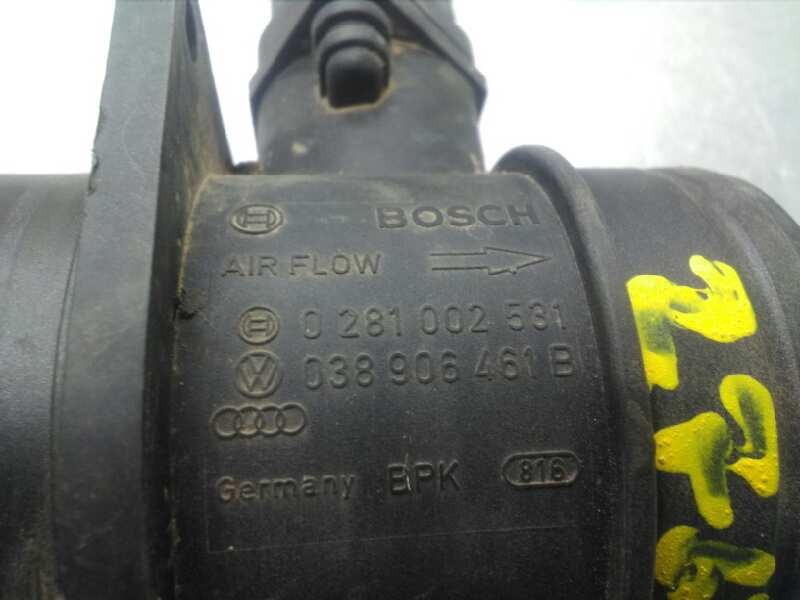 BOSCH
AIR FLOW
0 281 002 531
038 906 461 B
Germany BPK 816